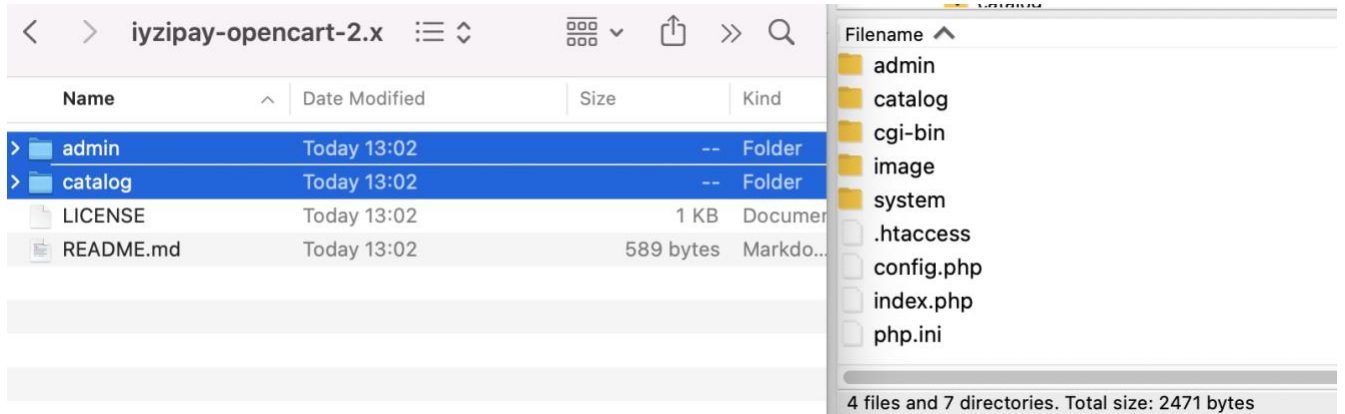 iyzipay-opencart-2.x
Name Date Modified Size Kind
admin Today 13:02 -- Folder
catalog Today 13:02 -- Folder
LICENSE Today 13:02 1 KB Documen
README.md Today 13:02 589 bytes Markdo...
catalog
Filename
admin
catalog
cgi-bin
image
system
.htaccess
config.php
index.php
php.ini
4 files and 7 directories. Total size: 2471 bytes